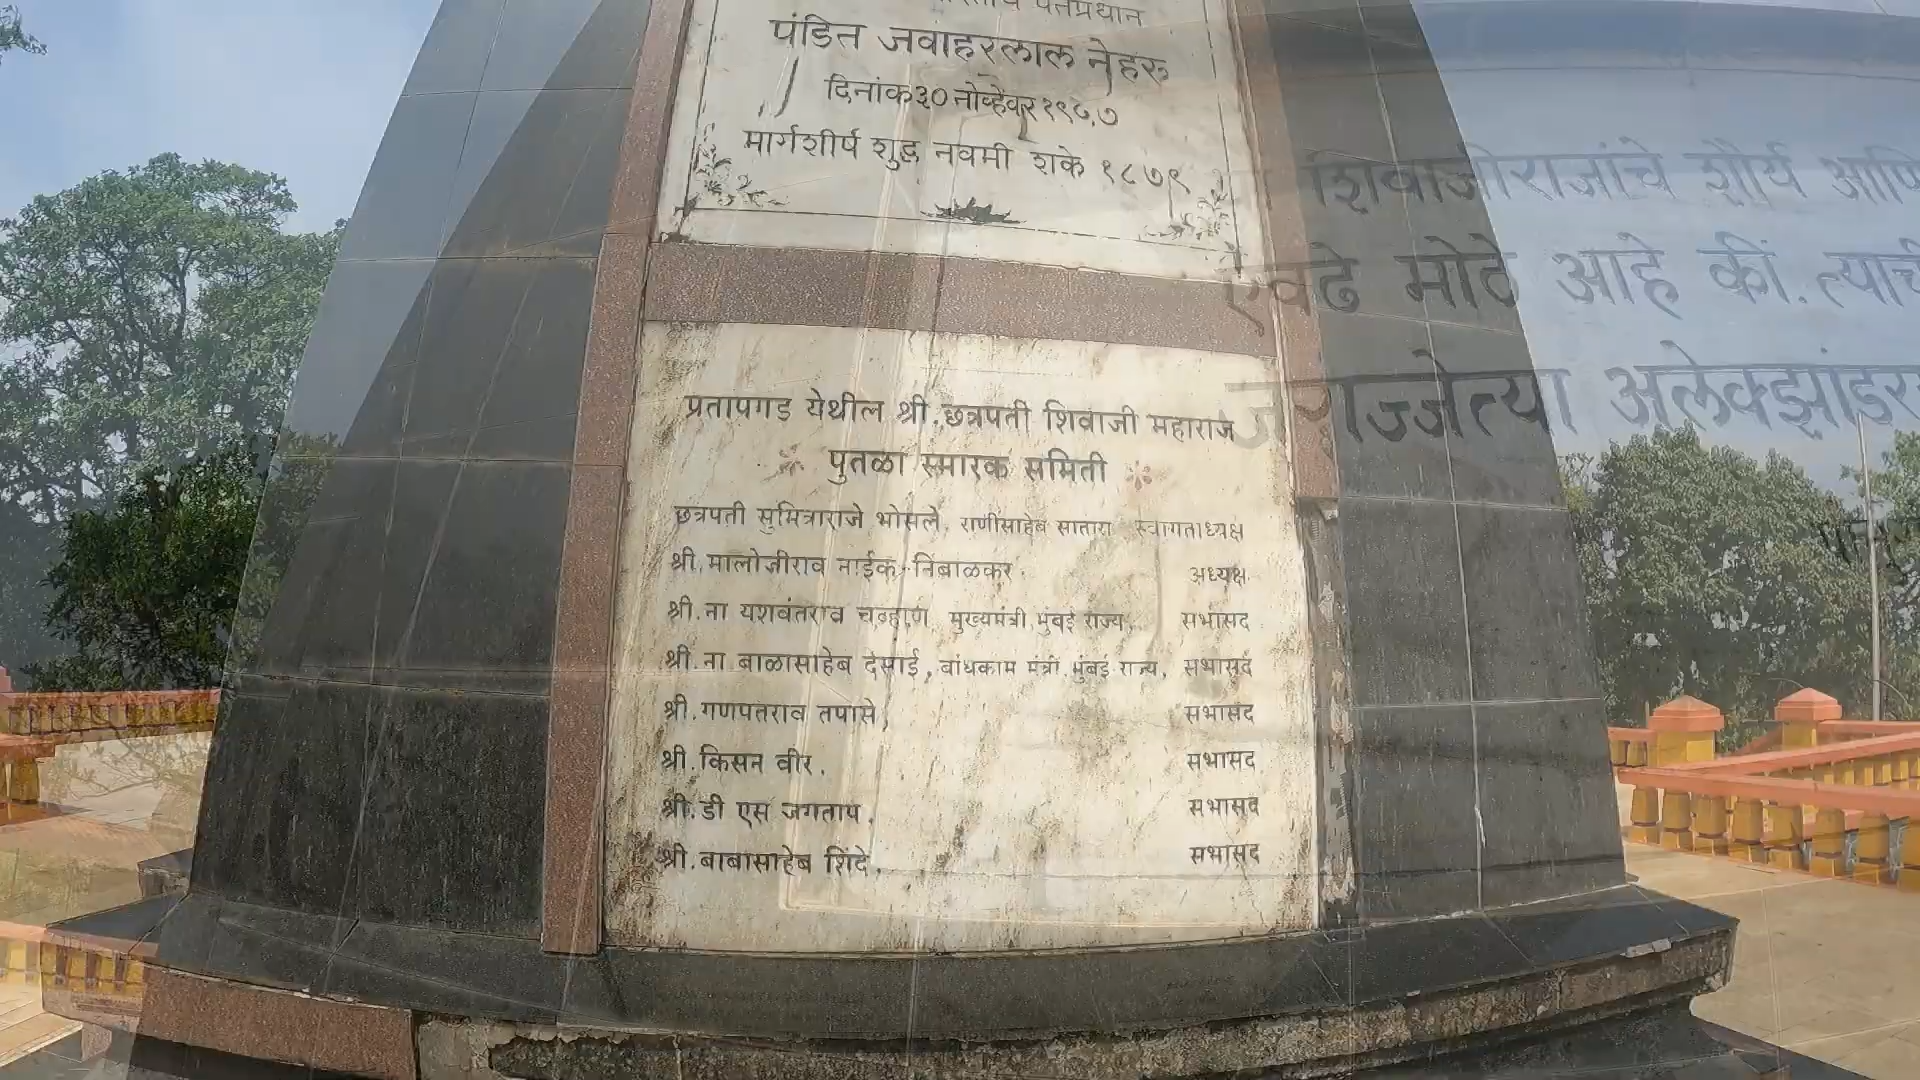 भारतीय पंतप्रधान
पंडित जवाहरलाल नेहरू
दिनांक ३० नोव्हेंबर १९५७
मार्गशीर्ष शुद्ध नवमी शके १८७९
प्रतापगड येथील श्री. छत्रपती शिवाजी महाराज
पुतळा स्मारक समिती
छत्रपती सुमित्राराजे भोसले, राणीसाहेब सातारा स्वागताध्यक्ष
श्री. मालोजीराव नाईक-निंबाळकर. अध्यक्ष
श्री. ना यशवंतराव चव्हाण, मुख्यमंत्री, मुंबई राज्य, सभासद
श्री. ना बाळासाहेब देसाई, बांधकाम मंत्री, मुंबई राज्य, सभासद
श्री. गणपतराव तपासे, सभासद
श्री. किसन वीर. सभासद
श्री. डी एस जगताप. सभासद
श्री. बाबासाहेब शिंदे. सभासद
शिवाजीराजांचे शौर्य आणि
एवढे मोठे आहे कीं. त्याची
जगज्जेत्या अलेक्झांडर